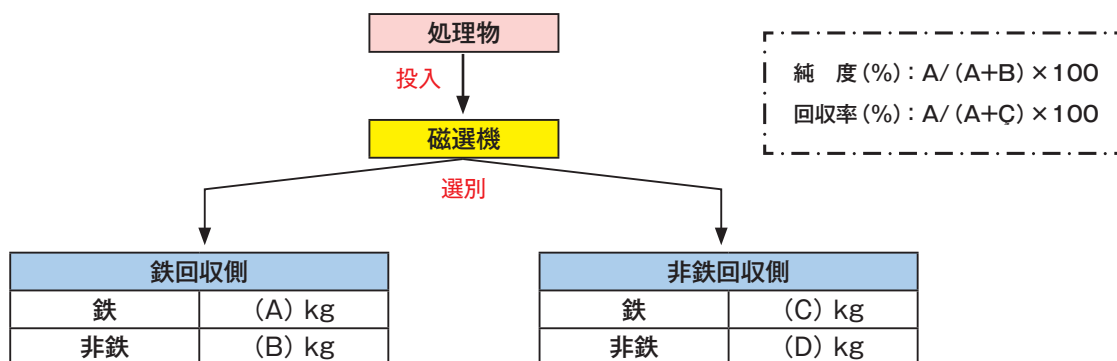 処理物
投入
磁選機
選別
純 度(%):A/(A+B)×100
回収率(%):A/(A+Ç)×100
鉄回収側
鉄 (A) kg
非鉄 (B) kg
非鉄回収側
鉄 (C) kg
非鉄 (D) kg